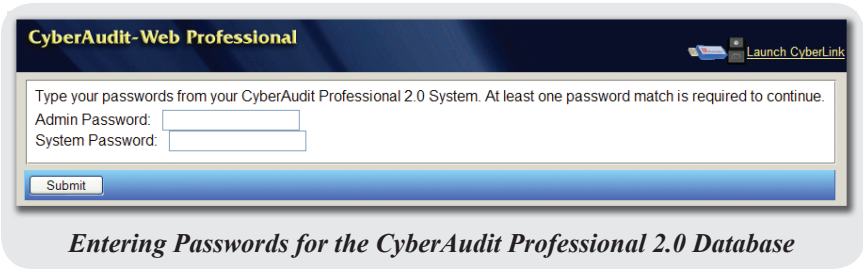 CyberAudit-Web Professional
Launch CyberLink
Type your passwords from your CyberAudit Professional 2.0 System. At least one password match is required to continue.
Admin Password:
System Password:
Submit
Entering Passwords for the CyberAudit Professional 2.0 Database